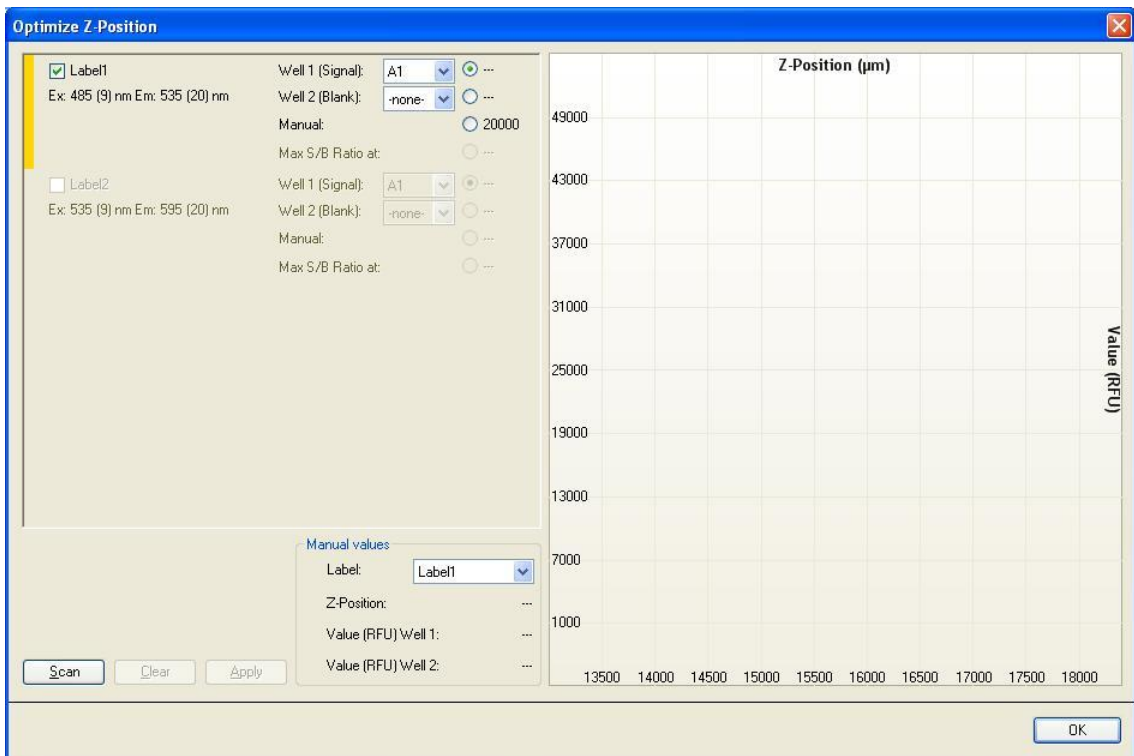 Optimize Z-Position
Label1
Well 1 (Signal): A1 ---
Ex: 485 (9) nm Em: 535 (20) nm
Well 2 (Blank): -none- ---
Manual: 20000
Max S/B Ratio at: ---
Label2
Well 1 (Signal): A1 ---
Ex: 535 (9) nm Em: 595 (20) nm
Well 2 (Blank): -none- ---
Manual: ---
Max S/B Ratio at: ---
Manual values
Label: Label1
Z-Position: ---
Value (RFU) Well 1: ---
Value (RFU) Well 2: ---
Scan Clear Apply
Z-Position (µm)
49000
43000
37000
31000
25000
19000
13000
7000
1000
Value (RFU)
13500 14000 14500 15000 15500 16000 16500 17000 17500 18000
OK